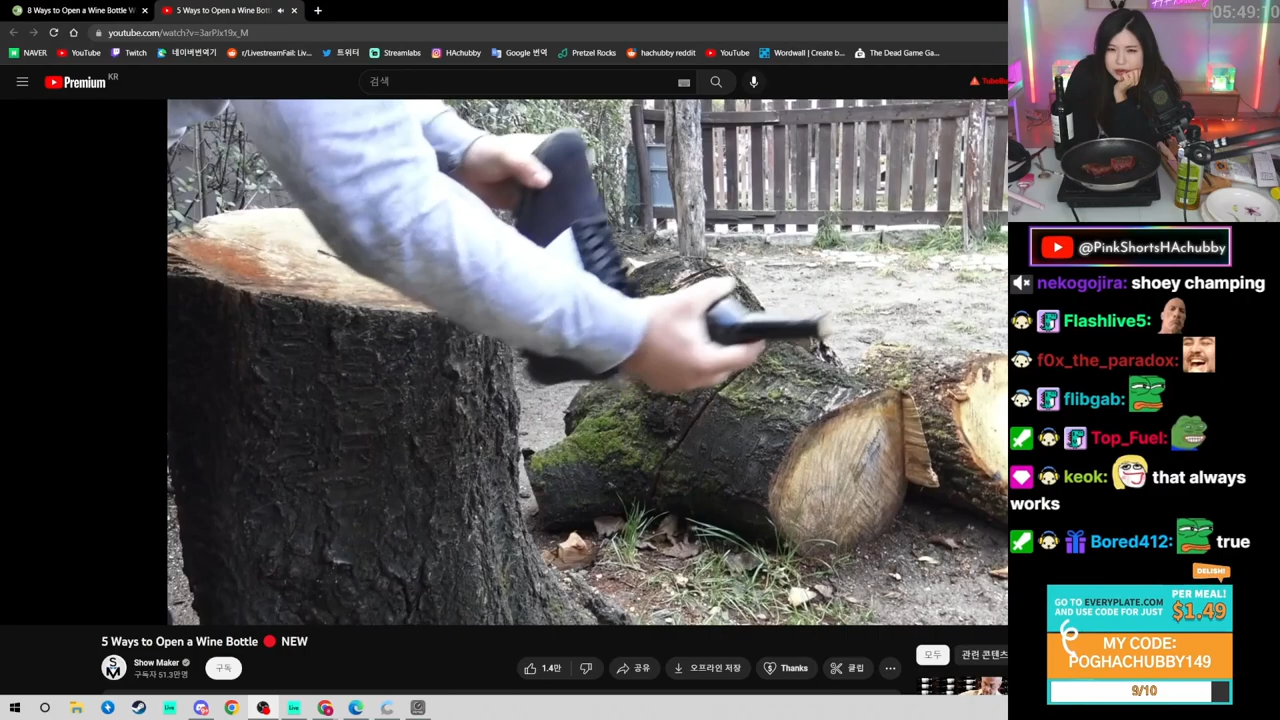 8 Ways to Open a Wine Bottle W
5 Ways to Open a Wine Bottl
youtube.com/watch?v=3arPJx19x_M
NAVER
YouTube
Twitch
네이버번역기
r/LivestreamFail: Liv...
트위터
Streamlabs
HAchubby
Google 번역
Pretzel Rocks
hachubby reddit
YouTube
Wordwall | Create b...
The Dead Game Ga...
Premium KR
검색
05:49:10
@PinkShortsHAchubby
nekogojira: shoey champing
Flashlive5:
f0x_the_paradox:
flibgab:
Top_Fuel:
keok: that always
works
Bored412: true
DELISH!
GO TO EVERYPLATE.COM
AND USE CODE FOR JUST
PER MEAL!
$1.49
MY CODE:
POGHACHUBBY149
9/10
5 Ways to Open a Wine Bottle 🔴 NEW
Show Maker
구독자 51.3만명
구독
1.4만
공유
오프라인 저장
Thanks
클립
모두
관련 콘텐츠